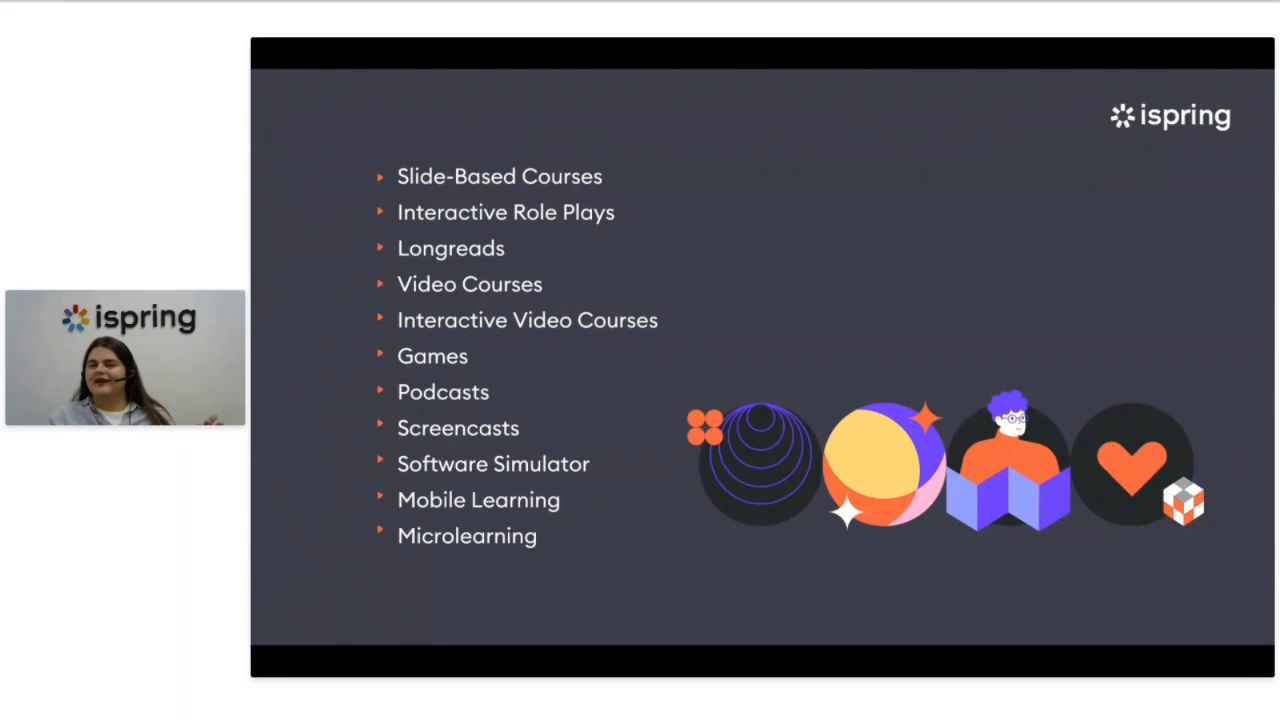 ispring
ispring
Slide-Based Courses
Interactive Role Plays
Longreads
Video Courses
Interactive Video Courses
Games
Podcasts
Screencasts
Software Simulator
Mobile Learning
Microlearning